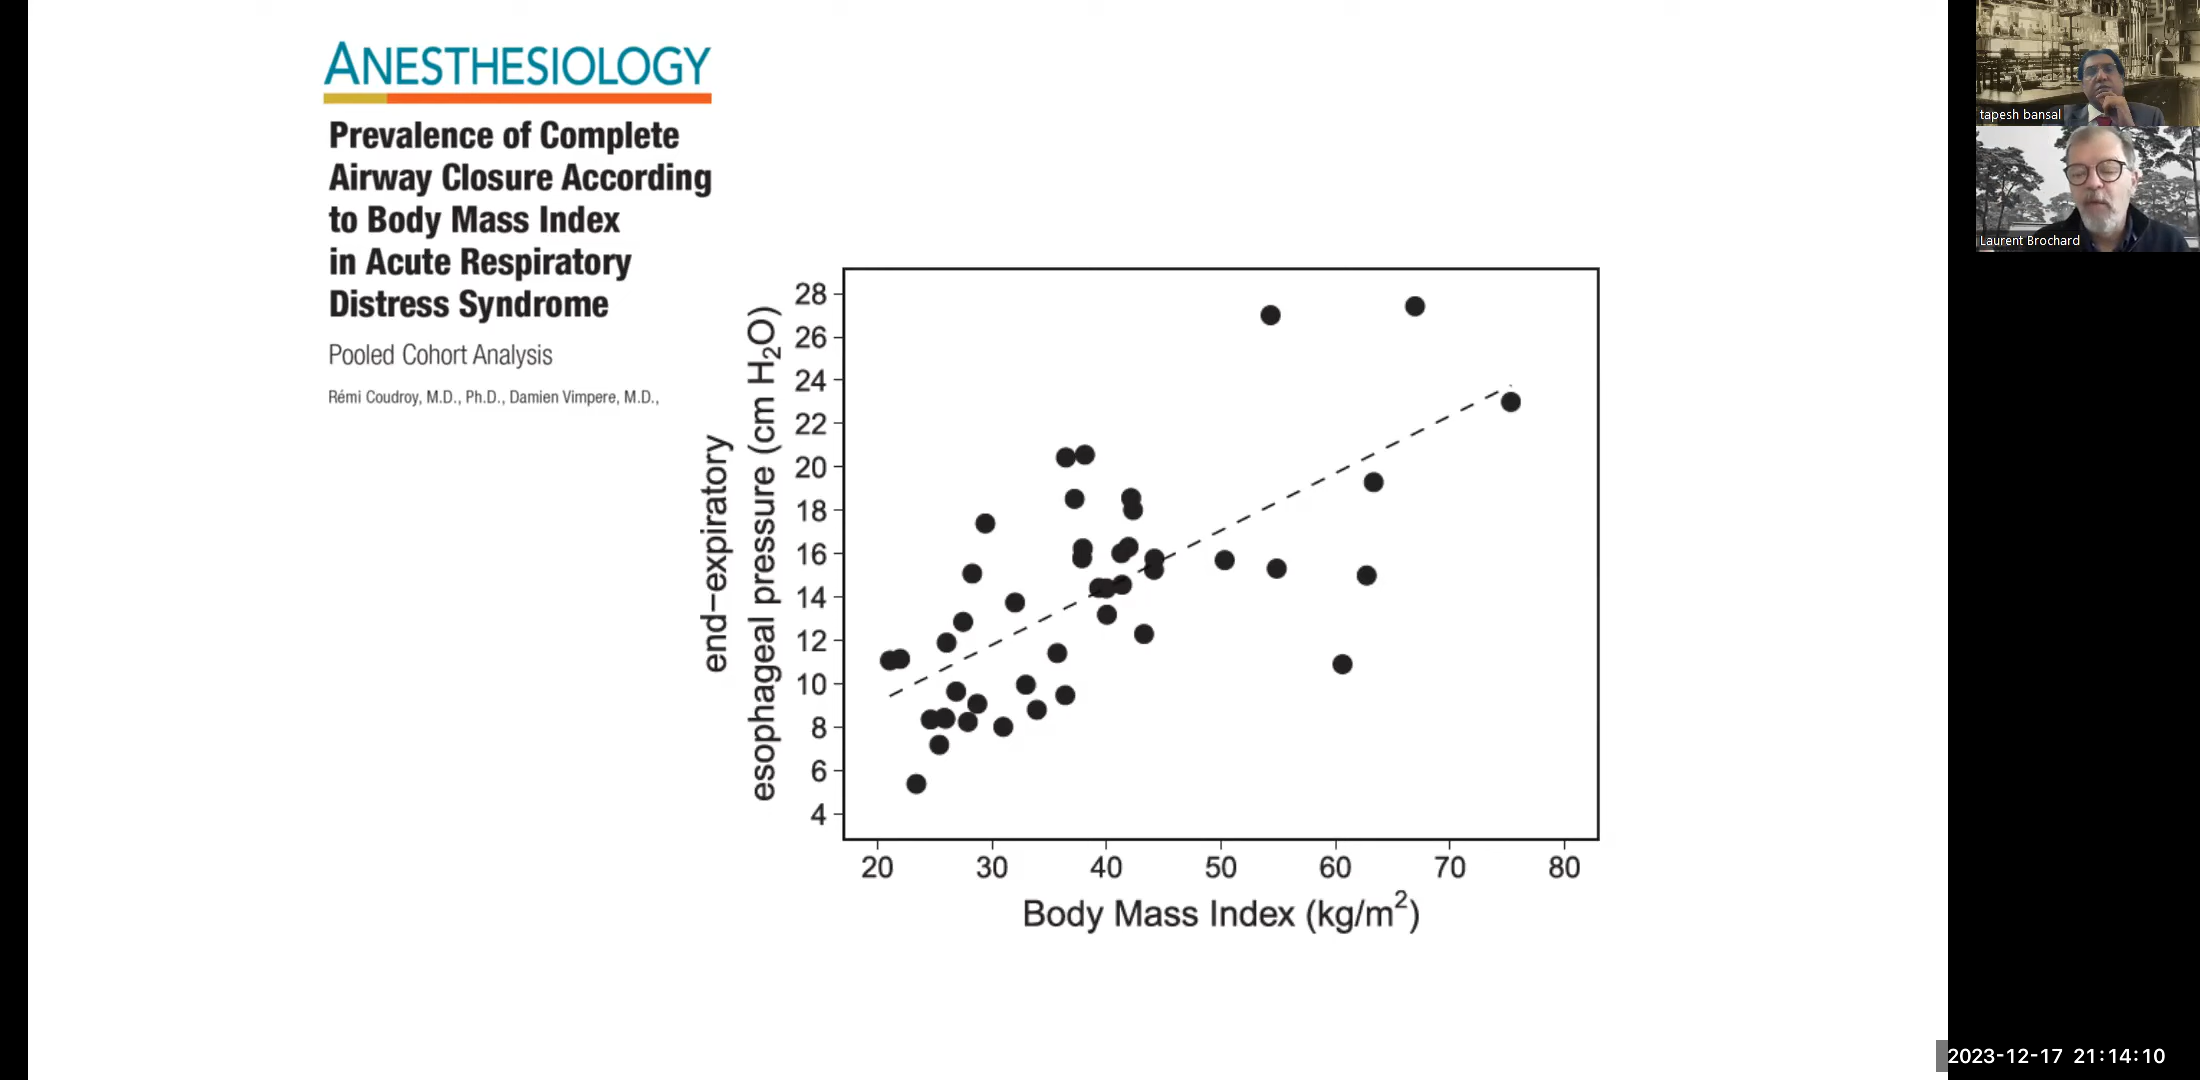 ANESTHESIOLOGY
Prevalence of Complete
Airway Closure According
to Body Mass Index
in Acute Respiratory
Distress Syndrome
Pooled Cohort Analysis
Rémi Coudroy, M.D., Ph.D., Damien Vimpere, M.D.,
end−expiratory
esophageal pressure (cm H₂O)
28
26
24
22
20
18
16
14
12
10
8
6
4
20 30 40 50 60 70 80
Body Mass Index (kg/m²)
tapesh bansal
Laurent Brochard
2023-12-17 21:14:10